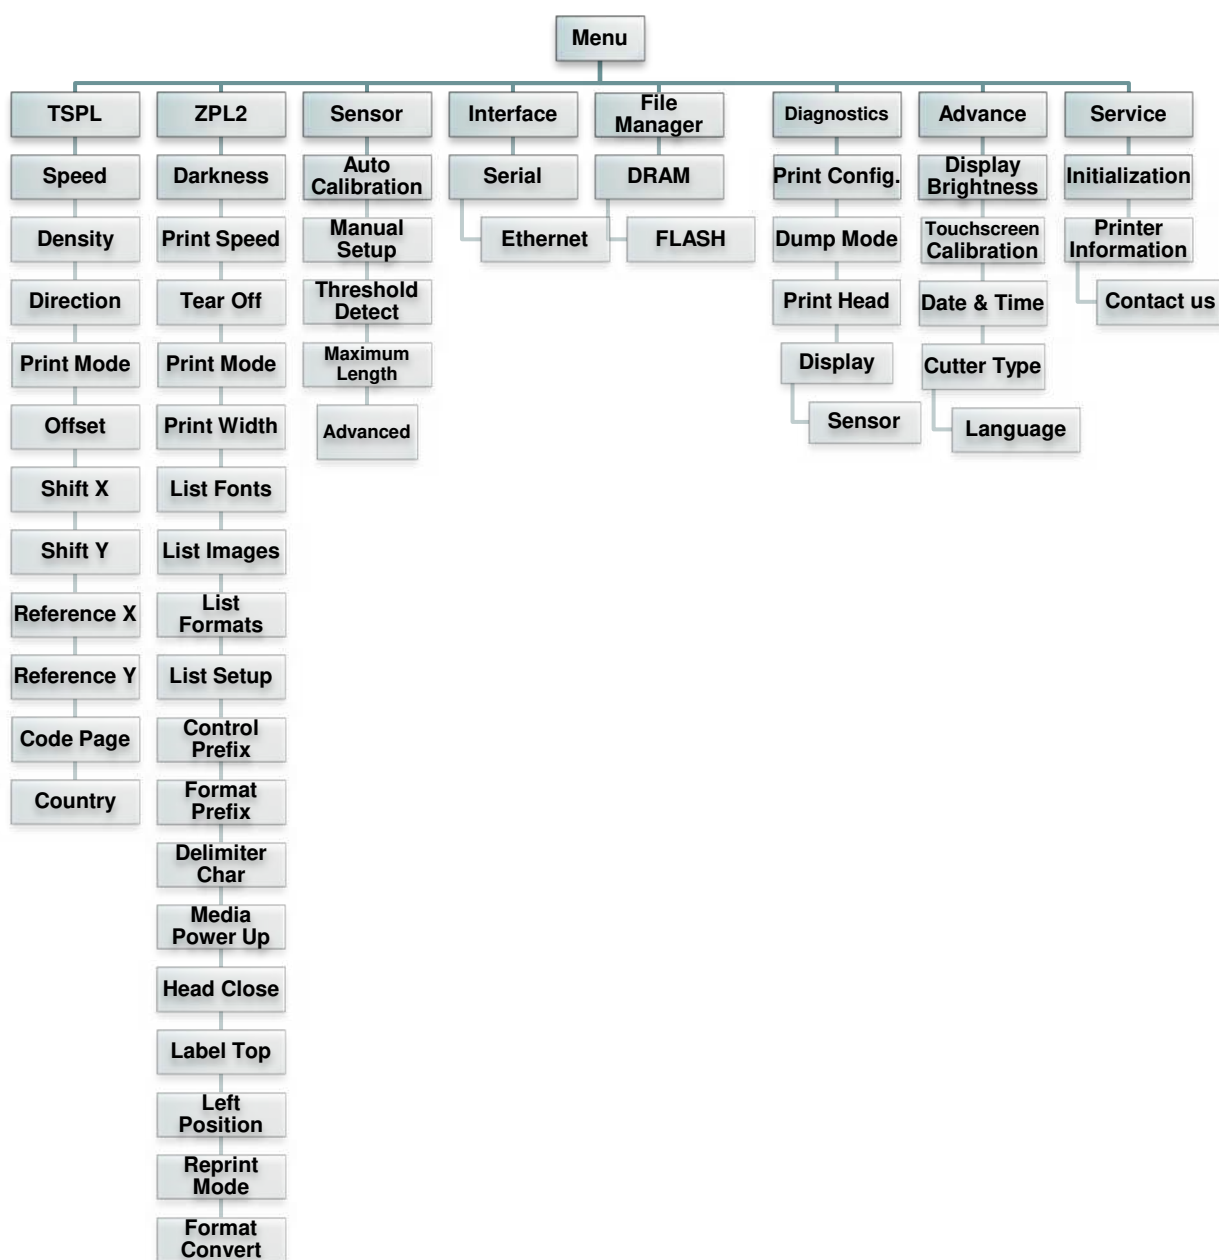 Menu
TSPL
Speed
Density
Direction
Print Mode
Offset
Shift X
Shift Y
Reference X
Reference Y
Code Page
Country
ZPL2
Darkness
Print Speed
Tear Off
Print Mode
Print Width
List Fonts
List Images
List
Formats
List Setup
Control
Prefix
Format
Prefix
Delimiter
Char
Media
Power Up
Head Close
Label Top
Left
Position
Reprint
Mode
Format
Convert
Sensor
Auto
Calibration
Manual
Setup
Threshold
Detect
Maximum
Length
Advanced
Interface
Serial
Ethernet
File
Manager
DRAM
FLASH
Diagnostics
Print Config.
Dump Mode
Print Head
Display
Sensor
Advance
Display
Brightness
Touchscreen
Calibration
Date & Time
Cutter Type
Language
Service
Initialization
Printer
Information
Contact us